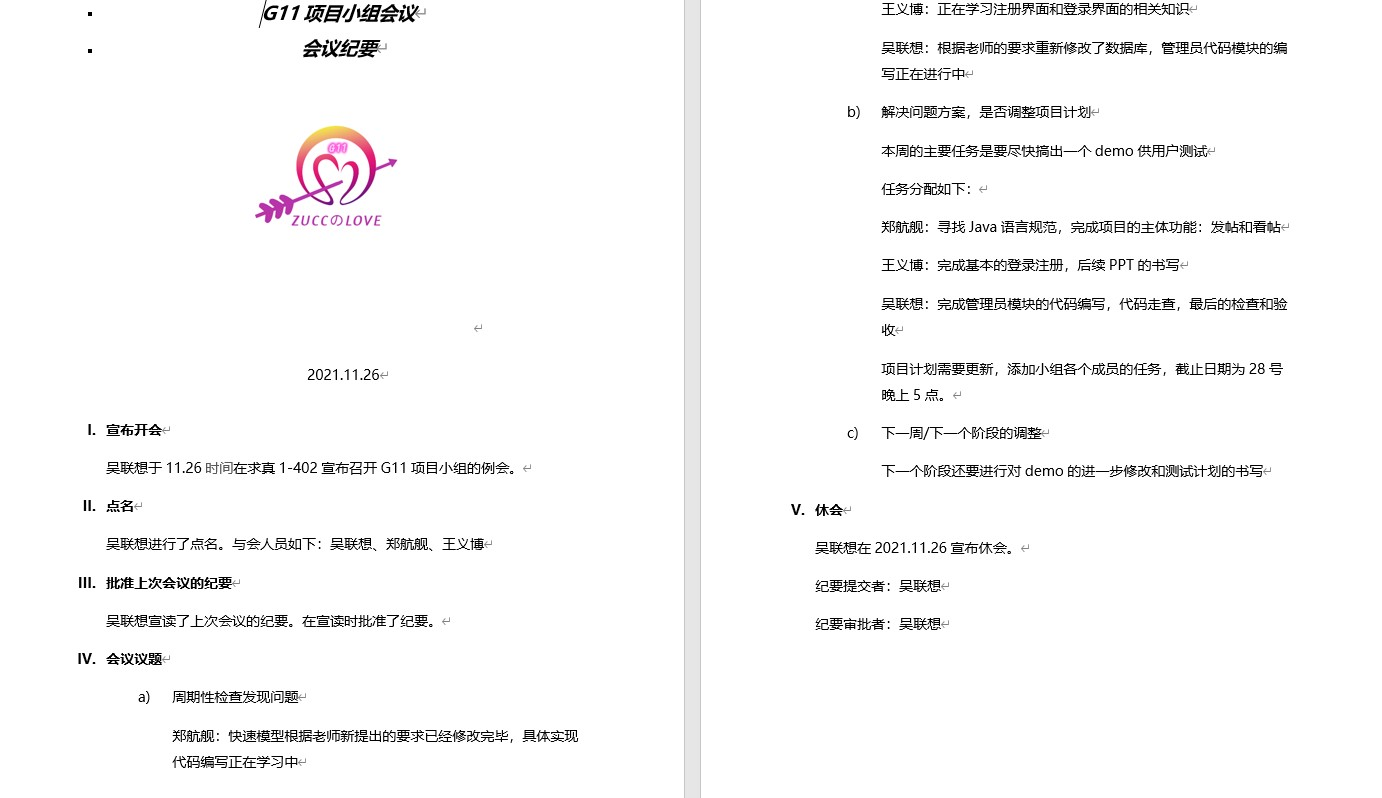 G11 项目小组会议
会议纪要
G11
ZUCCのLOVE
2021.11.26
I. 宣布开会
吴联想于 11.26 时间在求真 1-402 宣布召开 G11 项目小组的例会。
II. 点名
吴联想进行了点名。与会人员如下：吴联想、郑航舰、王义博
III. 批准上次会议的纪要
吴联想宣读了上次会议的纪要。在宣读时批准了纪要。
IV. 会议议题
a) 周期性检查发现问题
郑航舰：快速模型根据老师新提出的要求已经修改完毕，具体实现
代码编写正在学习中
王义博：正在学习注册界面和登录界面的相关知识
吴联想：根据老师的要求重新修改了数据库，管理员代码模块的编
写正在进行中
b) 解决问题方案，是否调整项目计划
本周的主要任务是要尽快搞出一个 demo 供用户测试
任务分配如下：
郑航舰：寻找 Java 语言规范，完成项目的主体功能：发帖和看帖
王义博：完成基本的登录注册，后续 PPT 的书写
吴联想：完成管理员模块的代码编写，代码走查，最后的检查和验
收
项目计划需要更新，添加小组各个成员的任务，截止日期为 28 号
晚上 5 点。
c) 下一周/下一个阶段的调整
下一个阶段还要进行对 demo 的进一步修改和测试计划的书写
V. 休会
吴联想在 2021.11.26 宣布休会。
纪要提交者：吴联想
纪要审批者：吴联想